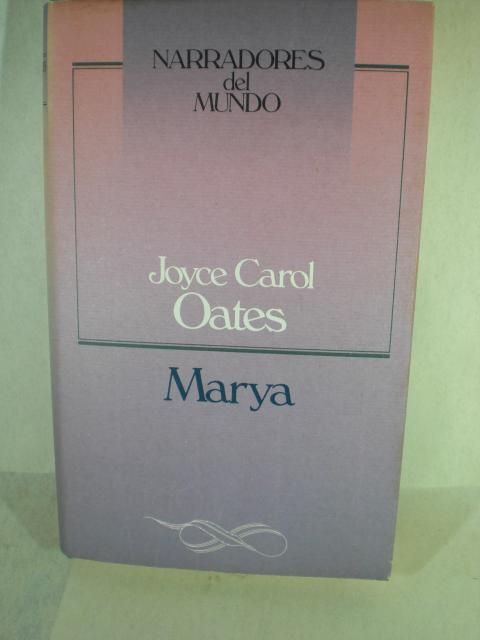 NARRADORES
del
MUNDO
Joyce Carol
Oates
Marya